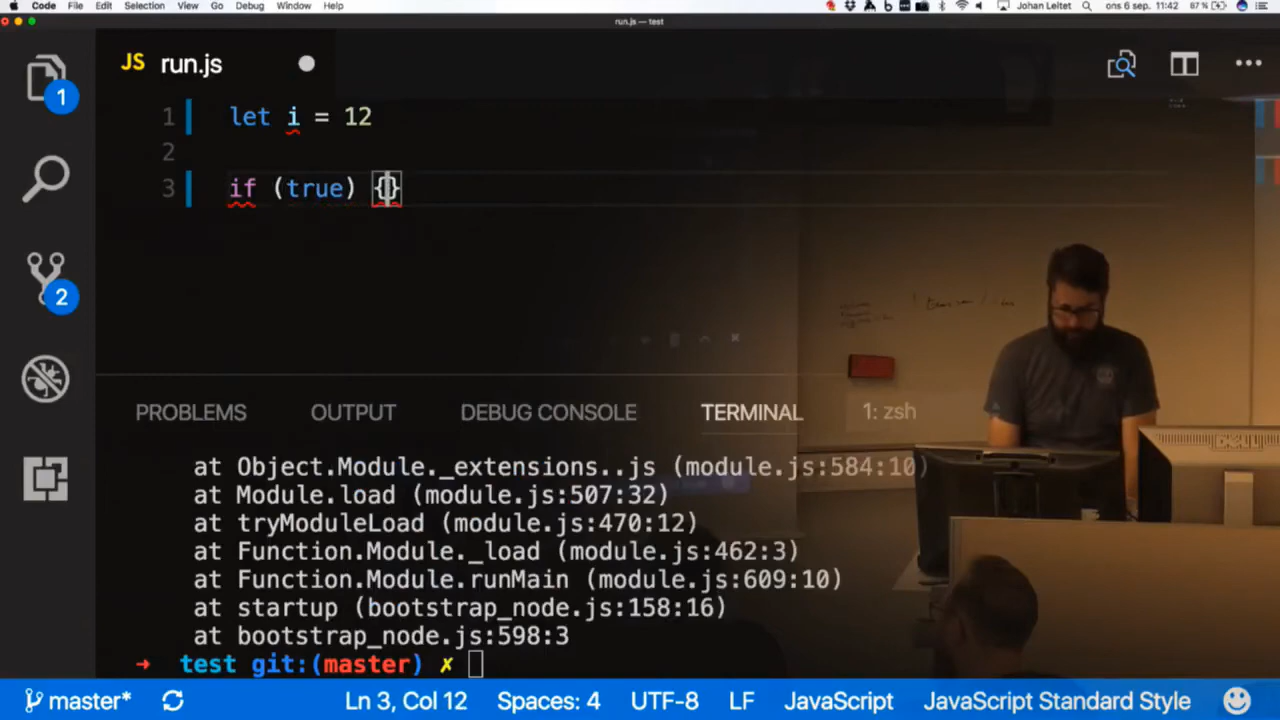 Code File Edit Selection View Go Debug Window Help
Johan Leitet ons 6 sep. 11:42 87 %
run.js — test
JS run.js
1 let i = 12
2
3 if (true) {}
1
2
PROBLEMS OUTPUT DEBUG CONSOLE TERMINAL 1: zsh
at Object.Module._extensions..js (module.js:584:10)
at Module.load (module.js:507:32)
at tryModuleLoad (module.js:470:12)
at Function.Module._load (module.js:462:3)
at Function.Module.runMain (module.js:609:10)
at startup (bootstrap_node.js:158:16)
at bootstrap_node.js:598:3
➜ test git:(master) ✗
master* Ln 3, Col 12 Spaces: 4 UTF-8 LF JavaScript JavaScript Standard Style
DELL